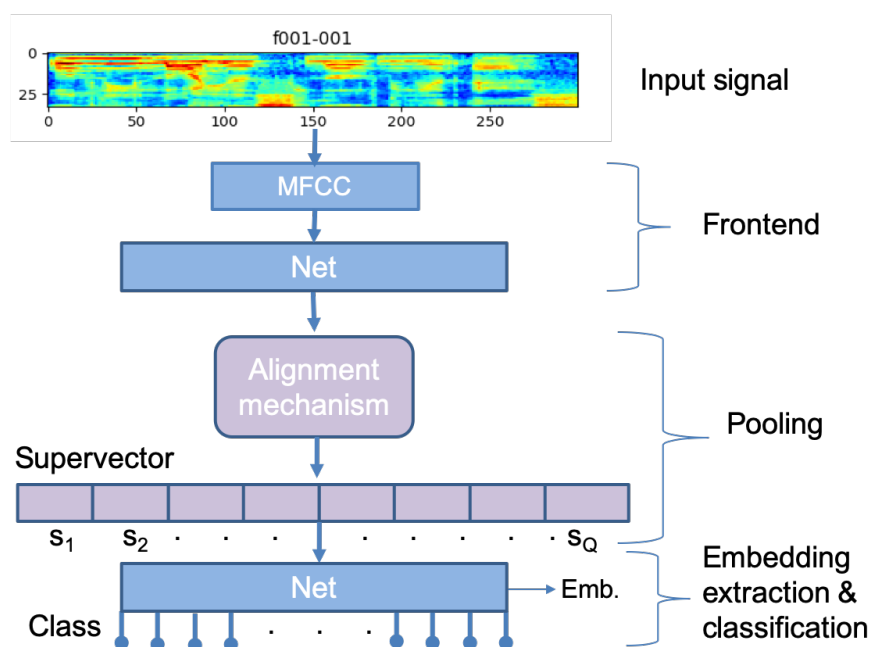 f001-001
0
25
0 50 100 150 200 250
Input signal
MFCC
Frontend
Net
Alignment
mechanism
Pooling
Supervector
s1 s2 . . . . . . . . sQ
Net
Emb.
Embedding
extraction &
classification
Class . . .